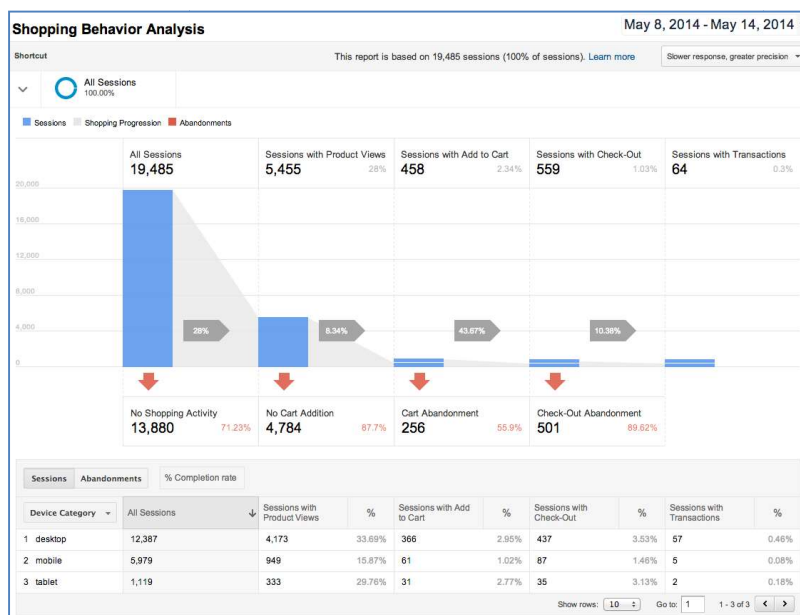 Shopping Behavior Analysis
May 8, 2014 - May 14, 2014
Shortcut
This report is based on 19,485 sessions (100% of sessions). Learn more
Slower response, greater precision
All Sessions
100.00%
Sessions Shopping Progression Abandonments
All Sessions Sessions with Product Views Sessions with Add to Cart Sessions with Check-Out Sessions with Transactions
19,485 5,455 28% 458 2.34% 559 1.03% 64 0.3%
20,000
16,000
12,000
8,000
4,000
28% 8.34% 43.67% 10.38%
0
No Shopping Activity No Cart Addition Cart Abandonment Check-Out Abandonment
13,880 71.23% 4,784 87.7% 256 55.9% 501 89.62%
Sessions Abandonments % Completion rate
Device Category All Sessions Sessions with Product Views % Sessions with Add to Cart % Sessions with Check-Out % Sessions with Transactions %
1 desktop 12,387 4,173 33.69% 366 2.95% 437 3.53% 57 0.46%
2 mobile 5,979 949 15.87% 61 1.02% 87 1.46% 5 0.08%
3 tablet 1,119 333 29.76% 31 2.77% 35 3.13% 2 0.18%
Show rows: 10 Go to: 1 1 - 3 of 3